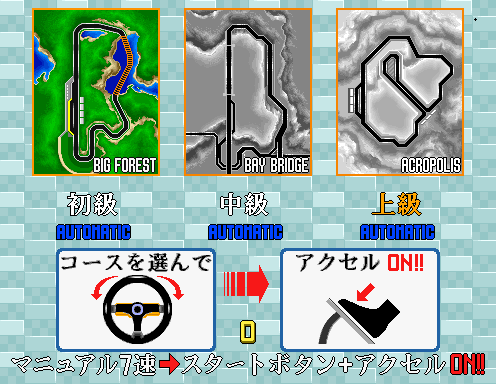 BIG FOREST
BAY BRIDGE
ACROPOLIS
初級
中級
上級
AUTOMATIC
AUTOMATIC
AUTOMATIC
コースを選んで
アクセル ON!!
0
マニュアル7速➡スタートボタン+アクセル ON!!